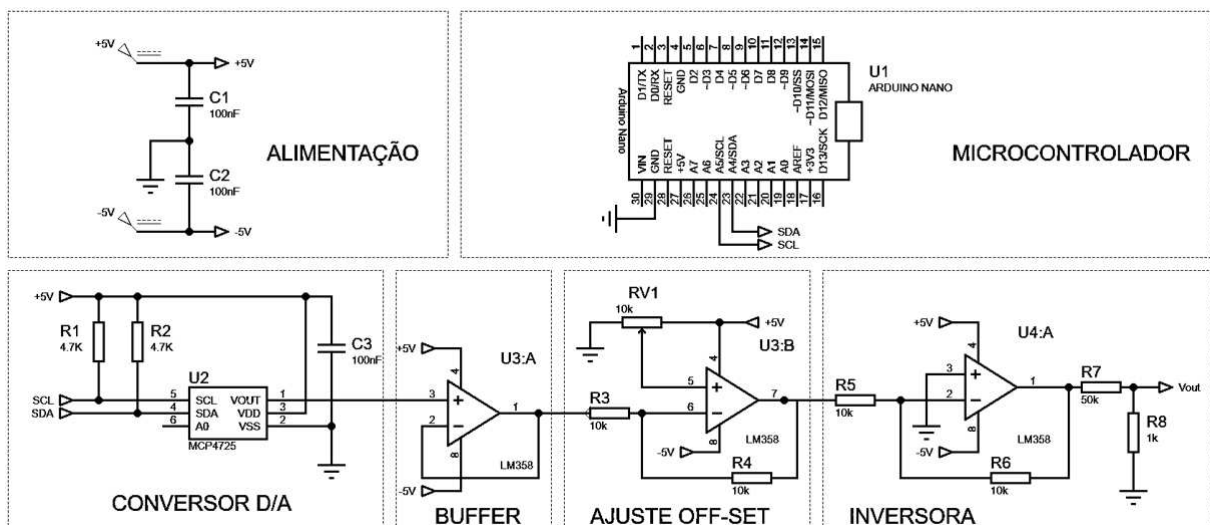 +5V
+5V
C1
100nF
C2
100nF
-5V
-5V
ALIMENTAÇÃO
1 2 3 4 5 6 7 8 9 10 11 12 13 14 15
D1/TX
D0/RX
RESET
GND
D2
~D3
D4
~D5
~D6
D7
D8
~D9
~D10/SS
~D11/MOSI
D12/MISO
Arduino Nano
VIN
GND
RESET
+5V
A7
A6
A5/SCL
A4/SDA
A3
A2
A1
A0
AREF
+3V3
D13/SCK
30 29 28 27 26 25 24 23 22 21 20 19 18 17 16
U1
ARDUINO NANO
SDA
SCL
MICROCONTROLADOR
+5V
R1
4.7K
R2
4.7K
C3
100nF
U2
SCL
SDA
5
4
6
SCL
SDA
A0
VOUT
VDD
VSS
1
3
2
MCP4725
CONVERSOR D/A
+5V
U3:A
4
3
2
1
8
LM358
-5V
BUFFER
RV1
10k
+5V
U3:B
4
5
6
7
8
R3
10k
-5V
LM358
R4
10k
AJUSTE OFF-SET
+5V
U4:A
4
3
2
1
8
R5
10k
R7
50k
Vout
R8
1k
-5V
LM358
R6
10k
INVERSORA